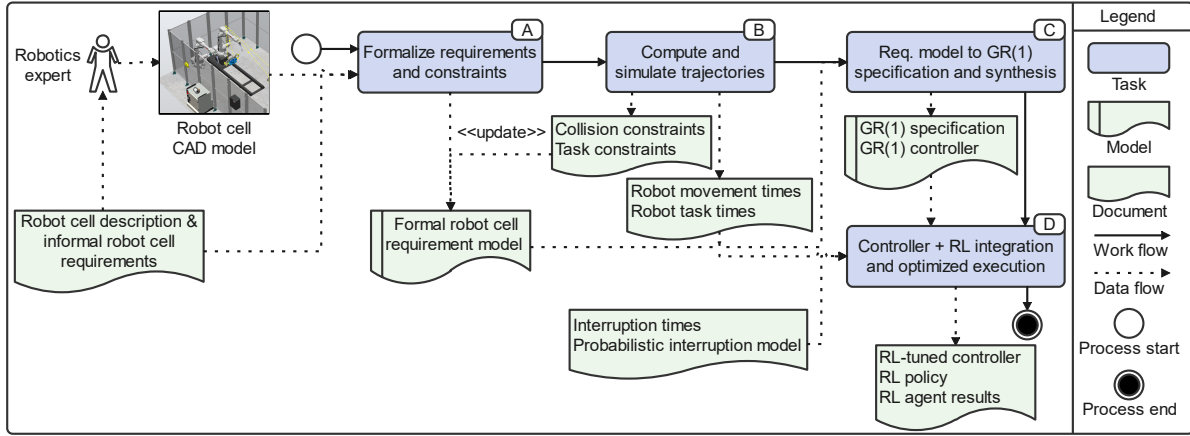 Robotics
expert
Robot cell
CAD model
A
Formalize requirements
and constraints
B
Compute and
simulate trajectories
C
Req. model to GR(1)
specification and synthesis
<<update>>
Collision constraints
Task constraints
GR(1) specification
GR(1) controller
Robot movement times
Robot task times
Robot cell description &
informal robot cell
requirements
Formal robot cell
requirement model
D
Controller + RL integration
and optimized execution
Interruption times
Probabilistic interruption model
RL-tuned controller
RL policy
RL agent results
Legend
Task
Model
Document
Work flow
Data flow
Process start
Process end